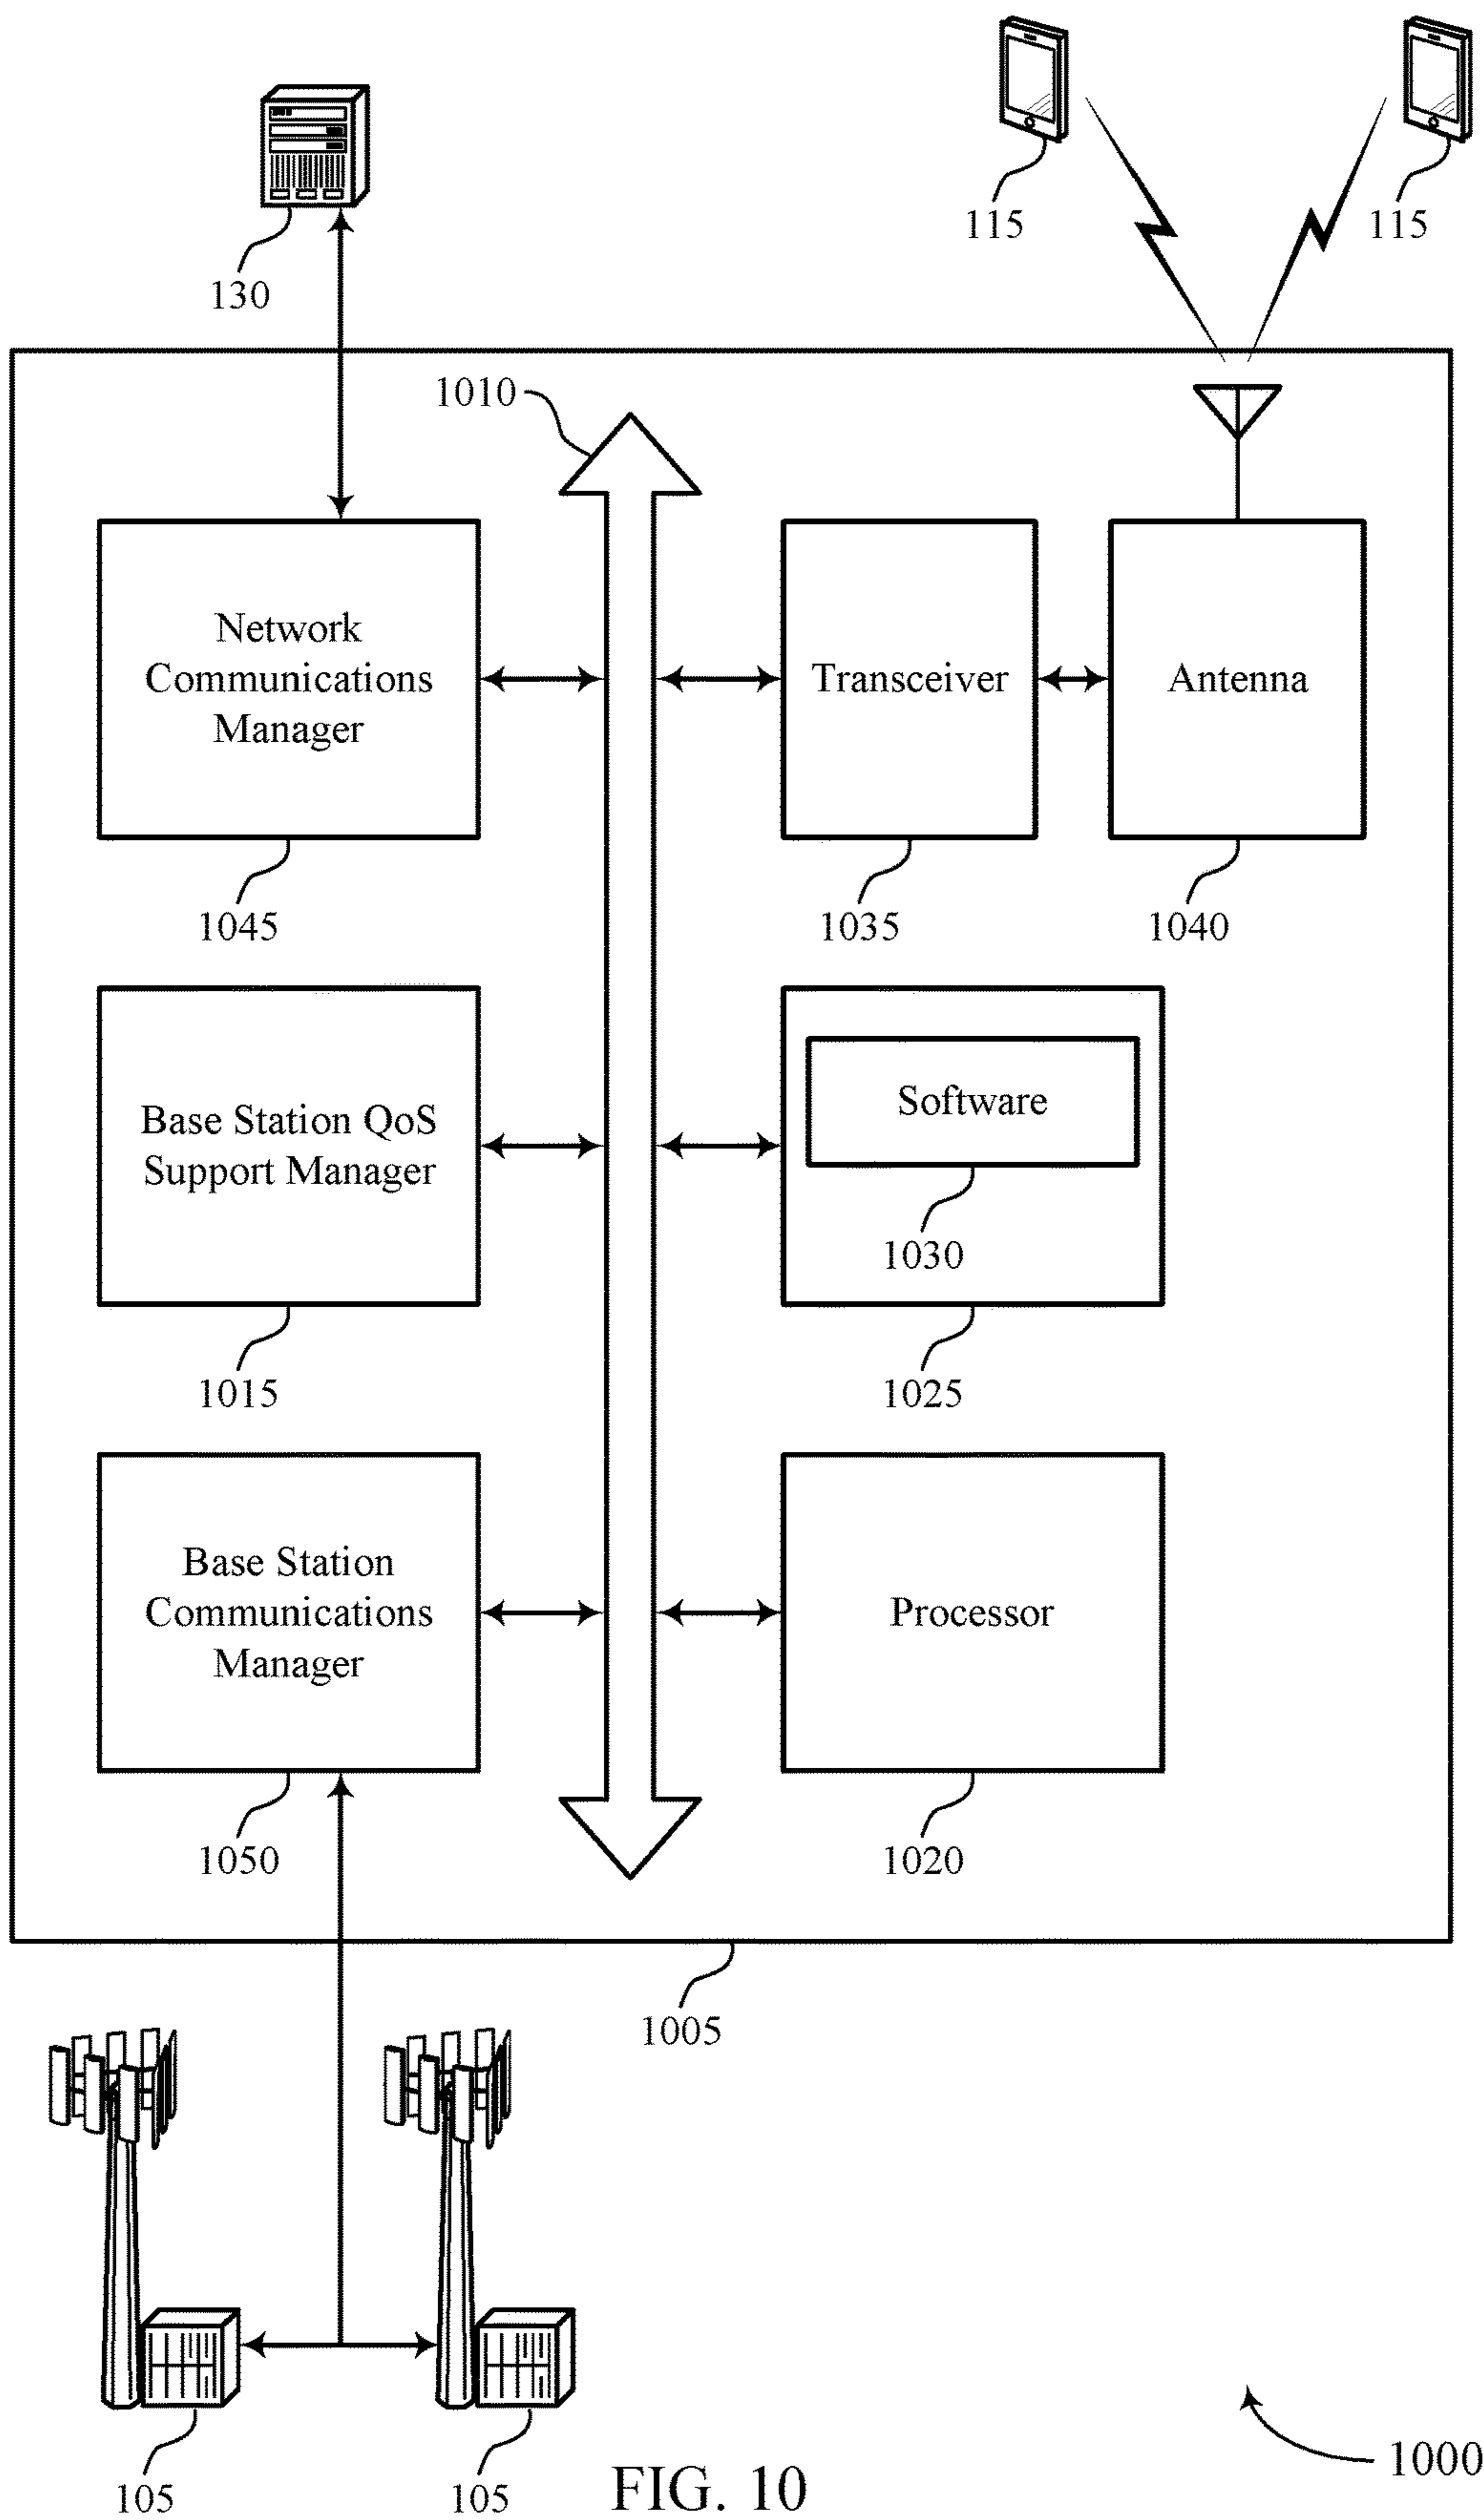 115
115
130
1010
Network
Communications
Manager
Transceiver
Antenna
1045
1035
1040
Base Station QoS
Support Manager
Software
1030
1015
1025
Base Station
Communications
Manager
Processor
1050
1020
1005
105
105
FIG. 10
1000